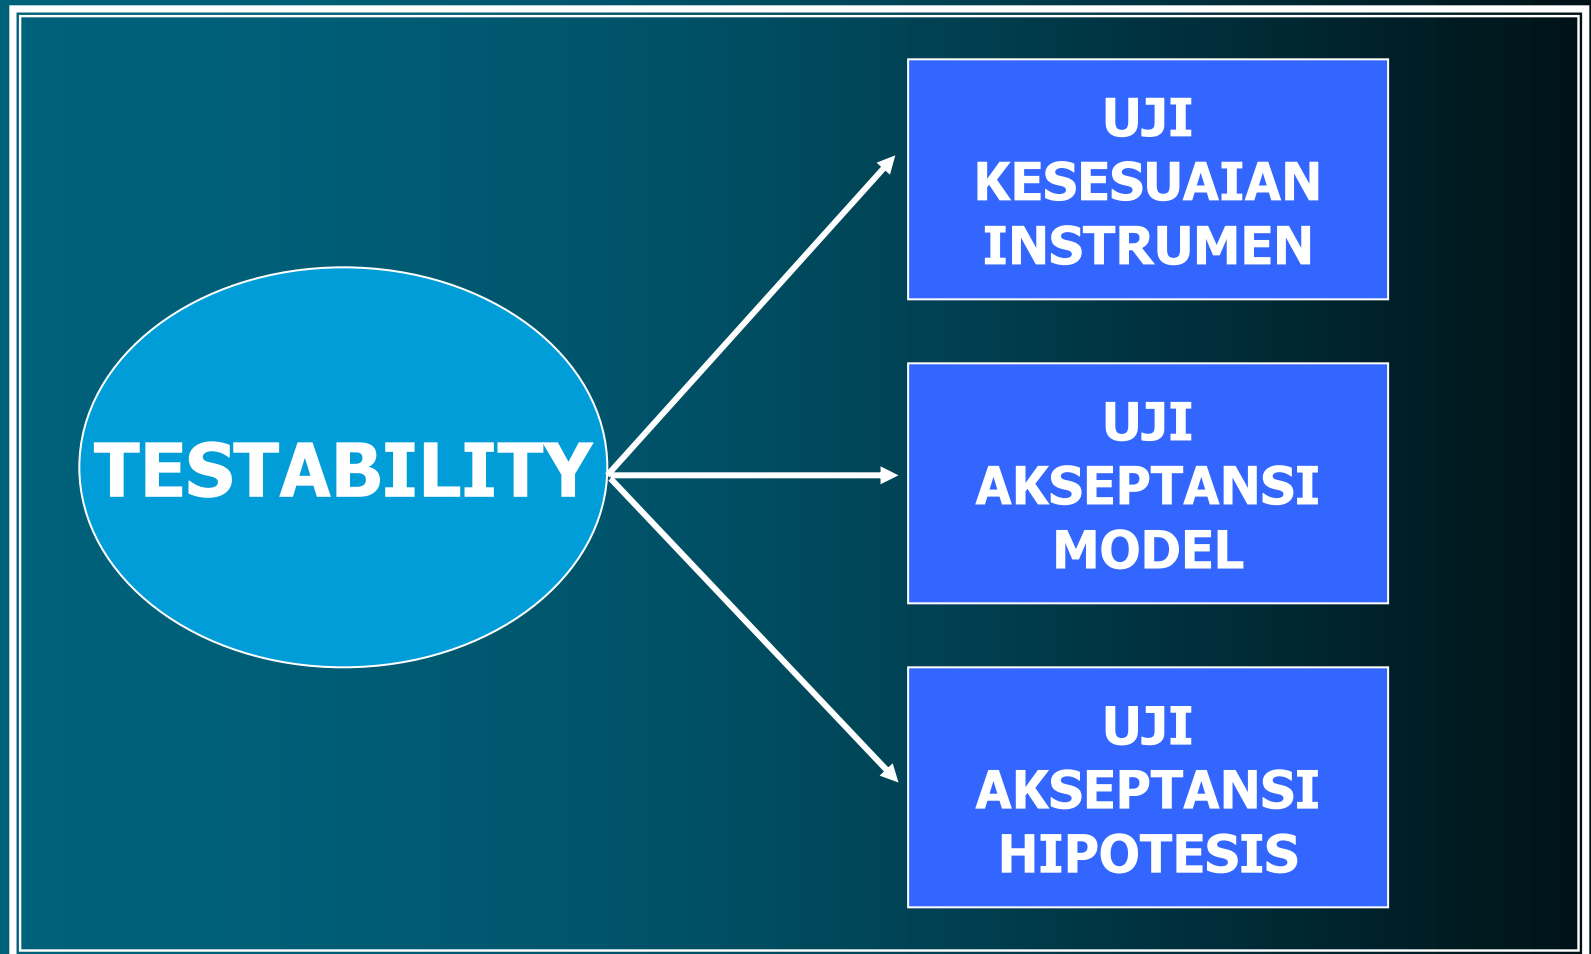 TESTABILITY
UJI
KESESUAIAN
INSTRUMEN
UJI
AKSEPTANSI
MODEL
UJI
AKSEPTANSI
HIPOTESIS